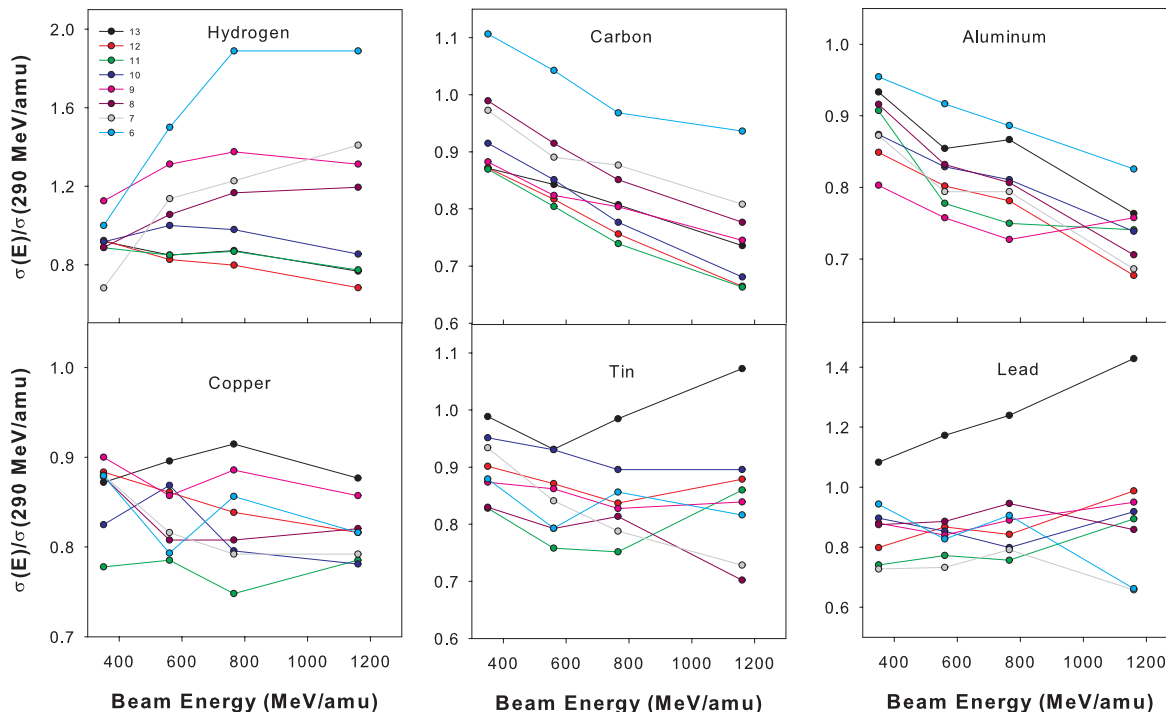 Hydrogen
Carbon
Aluminum
2.0
1.6
1.2
0.8
13
12
11
10
9
8
7
6
1.1
1.0
0.9
0.8
0.7
0.6
1.0
0.9
0.8
0.7
σ(E)/σ(290 MeV/amu)
Copper
Tin
Lead
1.0
0.9
0.8
0.7
1.1
1.0
0.9
0.8
0.7
0.6
1.4
1.2
1.0
0.8
0.6
σ(E)/σ(290 MeV/amu)
400 600 800 1000 1200
400 600 800 1000 1200
400 600 800 1000 1200
Beam Energy (MeV/amu)
Beam Energy (MeV/amu)
Beam Energy (MeV/amu)